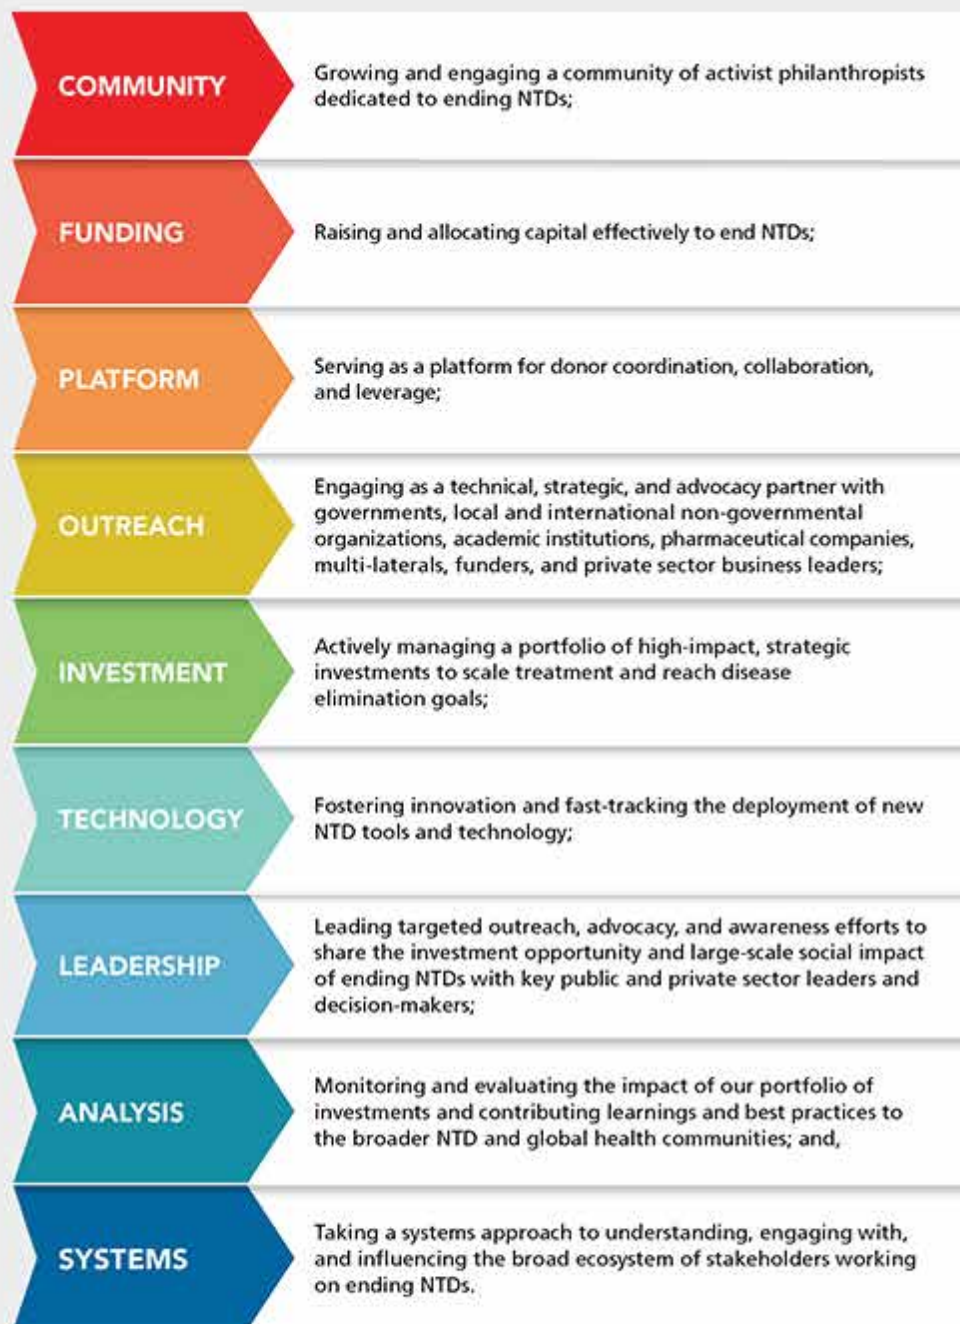 COMMUNITY
Growing and engaging a community of activist philanthropists
dedicated to ending NTDs;
FUNDING
Raising and allocating capital effectively to end NTDs;
PLATFORM
Serving as a platform for donor coordination, collaboration,
and leverage;
OUTREACH
Engaging as a technical, strategic, and advocacy partner with
governments, local and international non-governmental
organizations, academic institutions, pharmaceutical companies,
multi-laterals, funders, and private sector business leaders;
INVESTMENT
Actively managing a portfolio of high-impact, strategic
investments to scale treatment and reach disease
elimination goals;
TECHNOLOGY
Fostering innovation and fast-tracking the deployment of new
NTD tools and technology;
LEADERSHIP
Leading targeted outreach, advocacy, and awareness efforts to
share the investment opportunity and large-scale social impact
of ending NTDs with key public and private sector leaders and
decision-makers;
ANALYSIS
Monitoring and evaluating the impact of our portfolio of
investments and contributing learnings and best practices to
the broader NTD and global health communities; and,
SYSTEMS
Taking a systems approach to understanding, engaging with,
and influencing the broad ecosystem of stakeholders working
on ending NTDs.